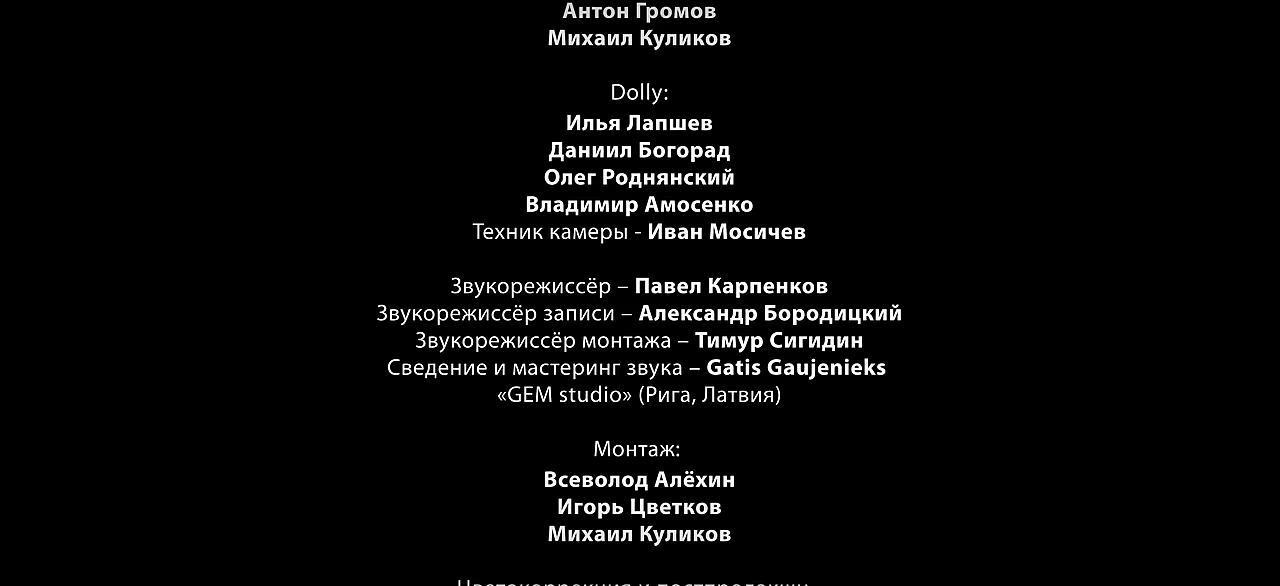 Антон Громов
Михаил Куликов
Dolly:
Илья Лапшев
Даниил Богорад
Олег Роднянский
Владимир Амосенко
Техник камеры - Иван Мосичев
Звукорежиссёр – Павел Карпенков
Звукорежиссёр записи – Александр Бородицкий
Звукорежиссёр монтажа – Тимур Сигидин
Сведение и мастеринг звука – Gatis Gaujenieks
«GEM studio» (Рига, Латвия)
Монтаж:
Всеволод Алёхин
Игорь Цветков
Михаил Куликов